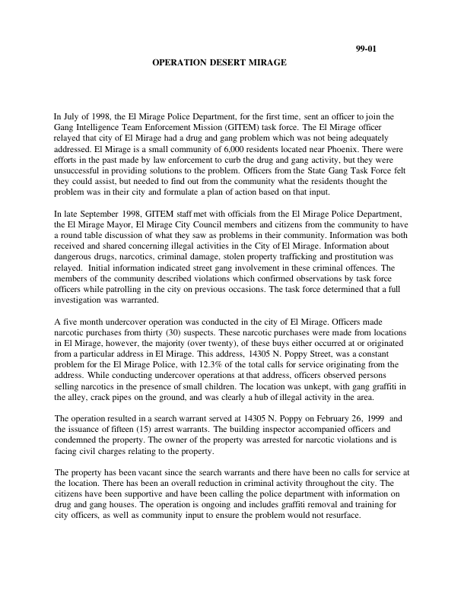 99-01
OPERATION DESERT MIRAGE
In July of 1998, the El Mirage Police Department, for the first time, sent an officer to join the
Gang Intelligence Team Enforcement Mission (GITEM) task force. The El Mirage officer
relayed that city of El Mirage had a drug and gang problem which was not being adequately
addressed. El Mirage is a small community of 6,000 residents located near Phoenix. There were
efforts in the past made by law enforcement to curb the drug and gang activity, but they were
unsuccessful in providing solutions to the problem. Officers from the State Gang Task Force felt
they could assist, but needed to find out from the community what the residents thought the
problem was in their city and formulate a plan of action based on that input.
In late September 1998, GITEM staff met with officials from the El Mirage Police Department,
the El Mirage Mayor, El Mirage City Council members and citizens from the community to have
a round table discussion of what they saw as problems in their community. Information was both
received and shared concerning illegal activities in the City of El Mirage. Information about
dangerous drugs, narcotics, criminal damage, stolen property trafficking and prostitution was
relayed. Initial information indicated street gang involvement in these criminal offences. The
members of the community described violations which confirmed observations by task force
officers while patrolling in the city on previous occasions. The task force determined that a full
investigation was warranted.
A five month undercover operation was conducted in the city of El Mirage. Officers made
narcotic purchases from thirty (30) suspects. These narcotic purchases were made from locations
in El Mirage, however, the majority (over twenty), of these buys either occurred at or originated
from a particular address in El Mirage. This address, 14305 N. Poppy Street, was a constant
problem for the El Mirage Police, with 12.3% of the total calls for service originating from the
address. While conducting undercover operations at that address, officers observed persons
selling narcotics in the presence of small children. The location was unkept, with gang graffiti in
the alley, crack pipes on the ground, and was clearly a hub of illegal activity in the area.
The operation resulted in a search warrant served at 14305 N. Poppy on February 26, 1999 and
the issuance of fifteen (15) arrest warrants. The building inspector accompanied officers and
condemned the property. The owner of the property was arrested for narcotic violations and is
facing civil charges relating to the property.
The property has been vacant since the search warrants and there have been no calls for service at
the location. There has been an overall reduction in criminal activity throughout the city. The
citizens have been supportive and have been calling the police department with information on
drug and gang houses. The operation is ongoing and includes graffiti removal and training for
city officers, as well as community input to ensure the problem would not resurface.